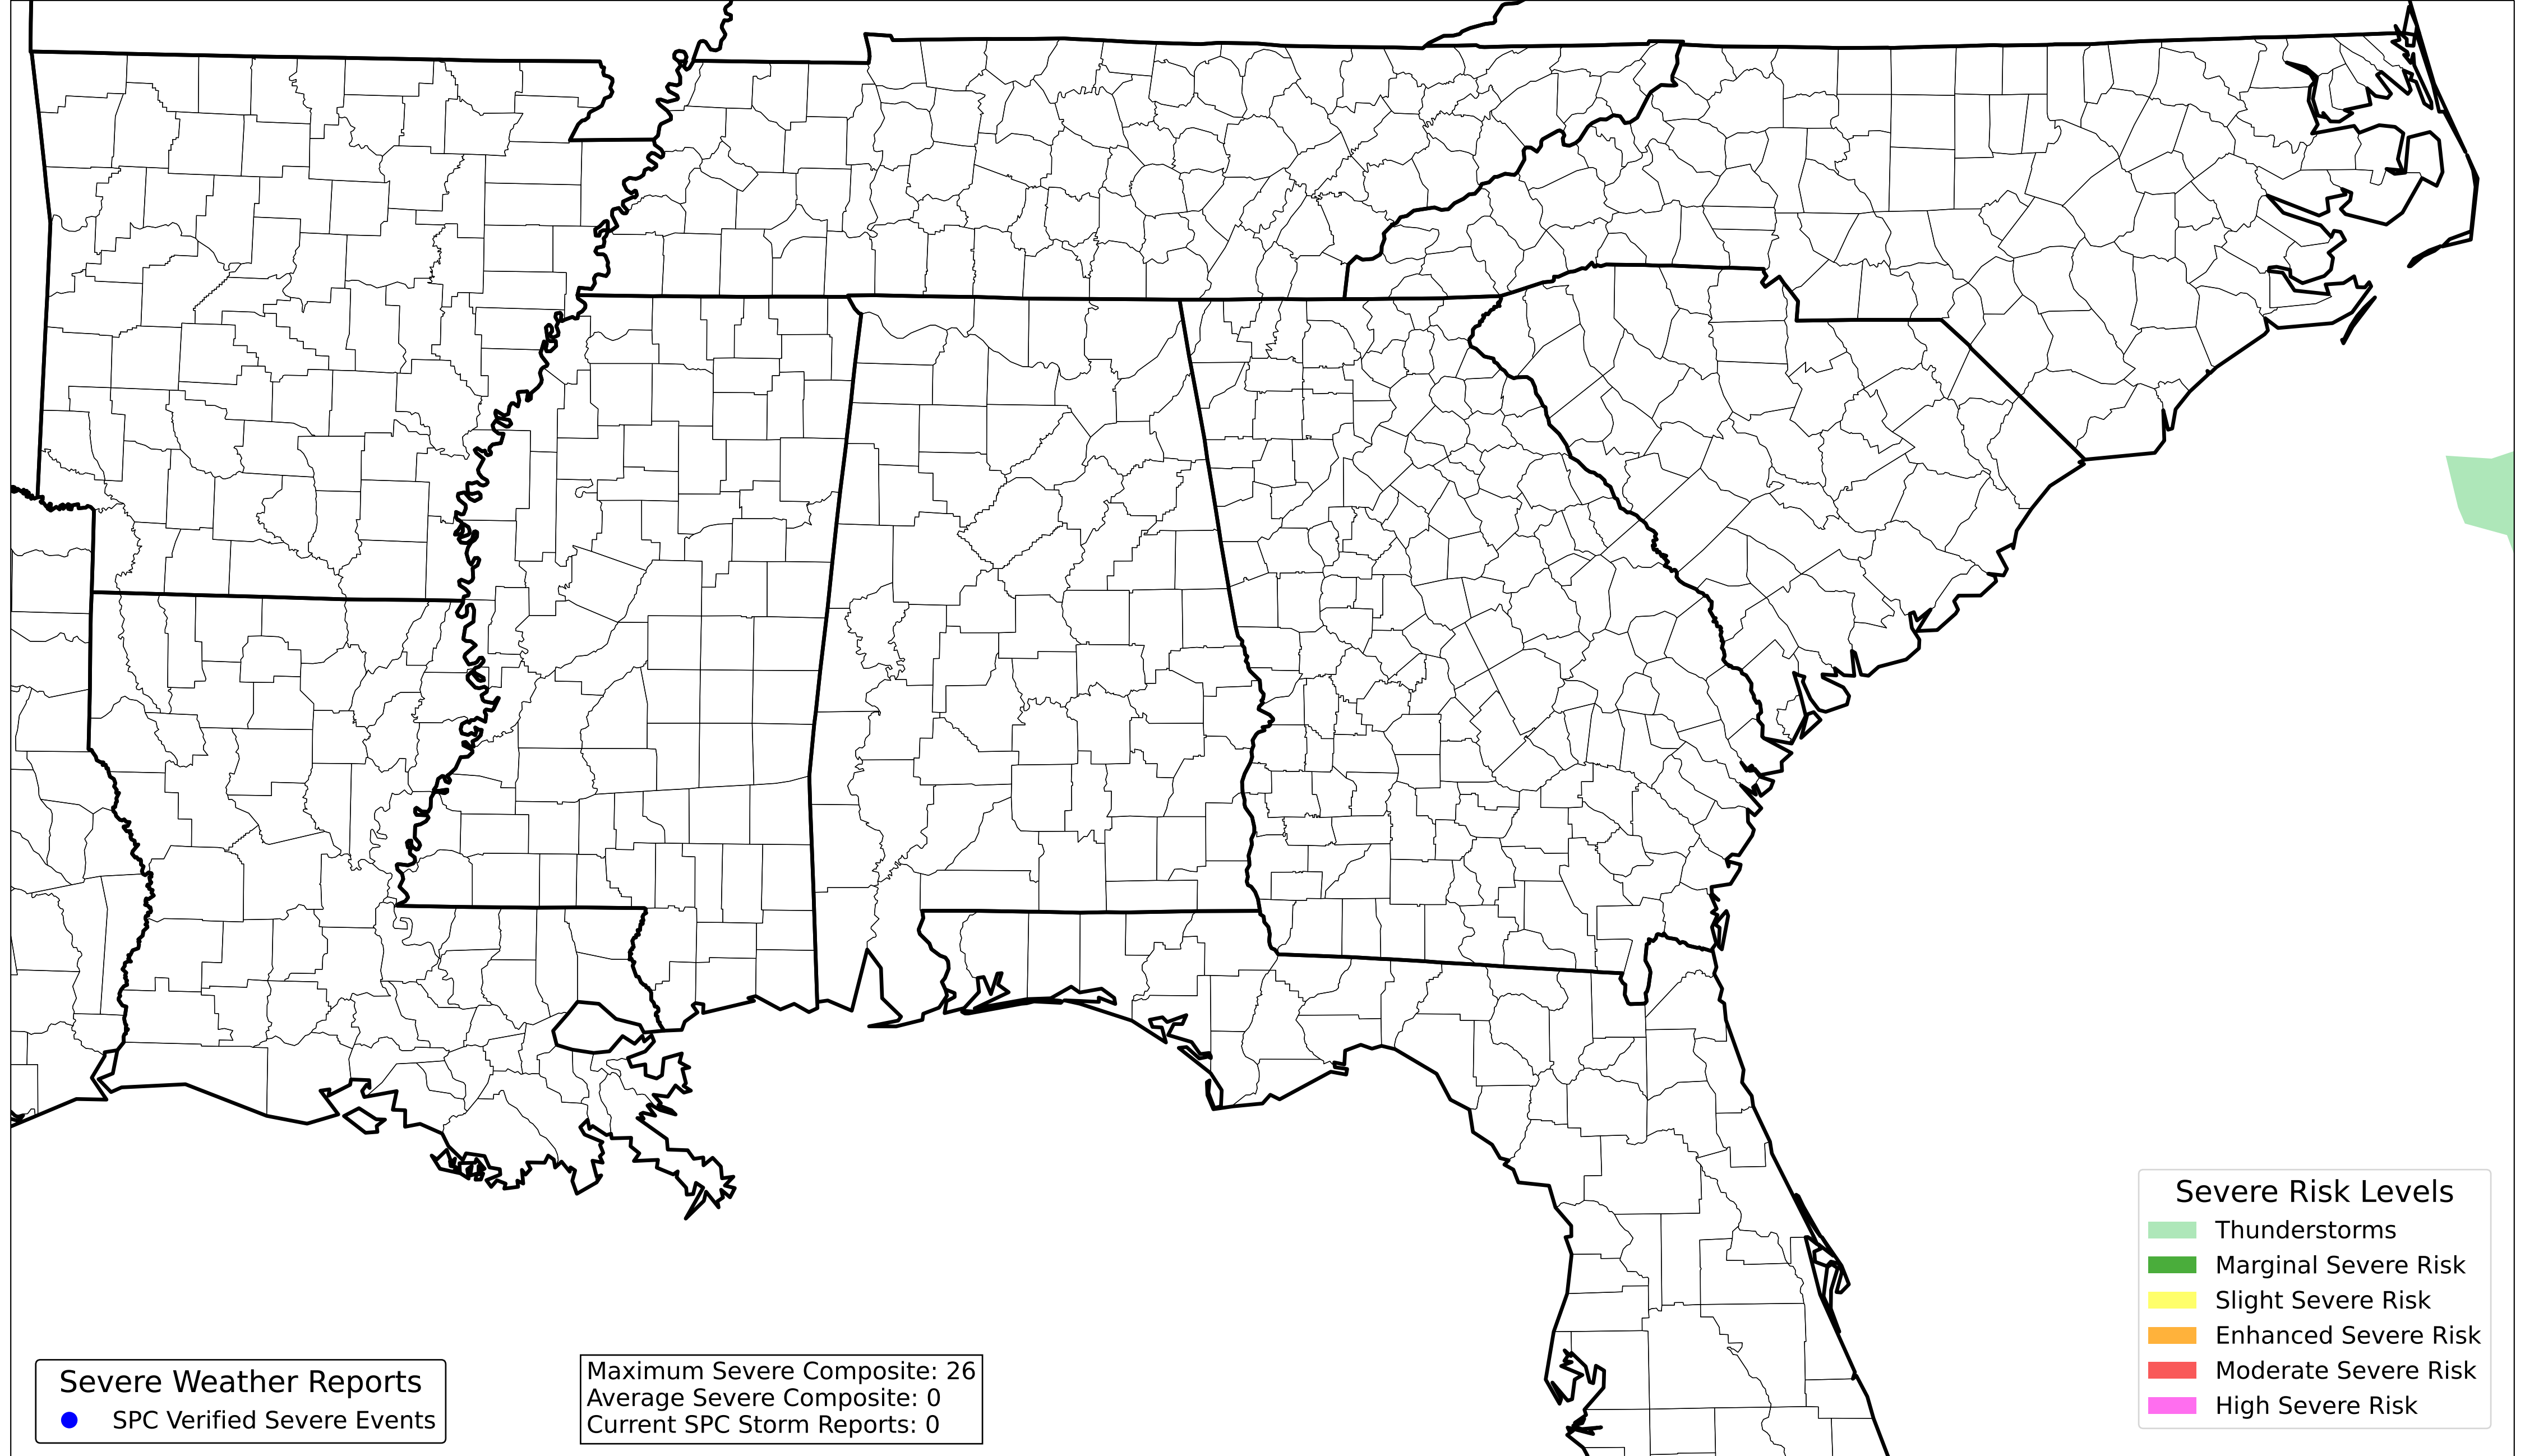 Severe Weather Reports
SPC Verified Severe Events
Maximum Severe Composite: 26
Average Severe Composite: 0
Current SPC Storm Reports: 0
Severe Risk Levels
Thunderstorms
Marginal Severe Risk
Slight Severe Risk
Enhanced Severe Risk
Moderate Severe Risk
High Severe Risk